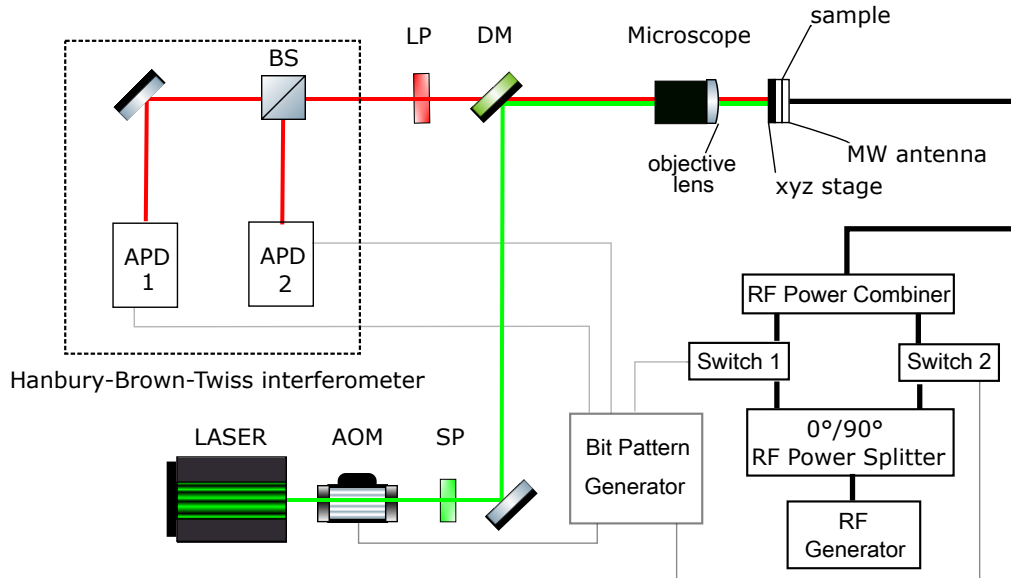 sample
LP
DM
Microscope
BS
objective
lens
MW antenna
xyz stage
APD
1
APD
2
RF Power Combiner
Switch 1
Switch 2
Hanbury-Brown-Twiss interferometer
LASER
AOM
SP
Bit Pattern
Generator
0°/90°
RF Power Splitter
RF
Generator